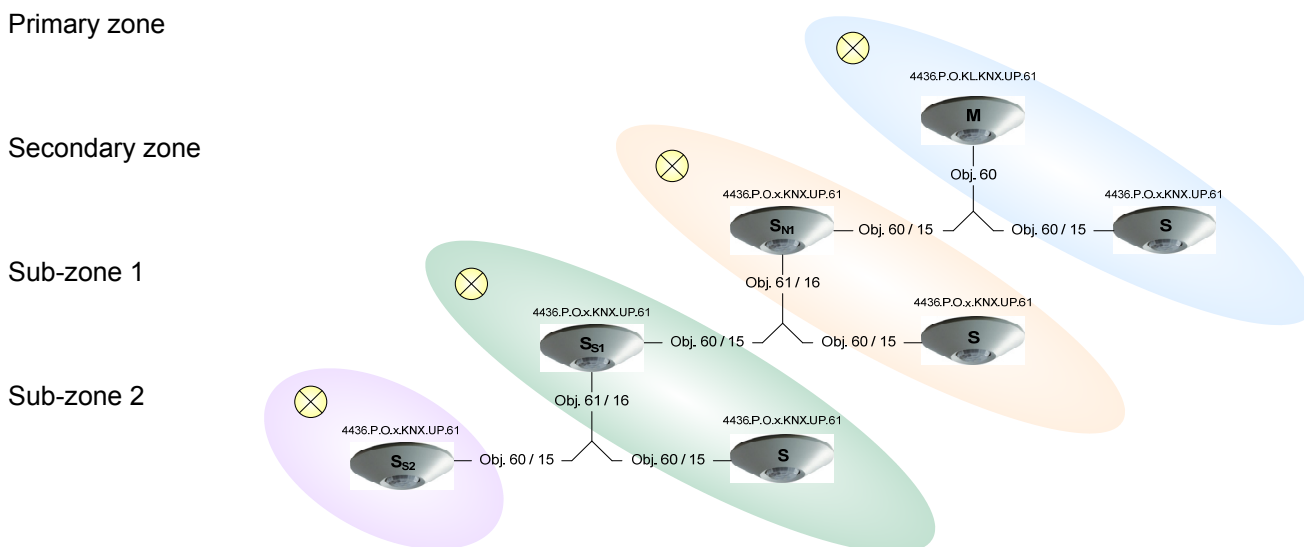 Primary zone
4436.P.O.KL.KNX.UP.61
M
Secondary zone
Obj. 60
4436.P.O.x.KNX.UP.61
4436.P.O.x.KNX.UP.61
SN1
Obj. 60 / 15
Obj. 60 / 15
S
Sub-zone 1
Obj. 61 / 16
4436.P.O.x.KNX.UP.61
4436.P.O.x.KNX.UP.61
SS1
Obj. 60 / 15
Obj. 60 / 15
S
Sub-zone 2
Obj. 61 / 16
4436.P.O.x.KNX.UP.61
4436.P.O.x.KNX.UP.61
SS2
Obj. 60 / 15
Obj. 60 / 15
S